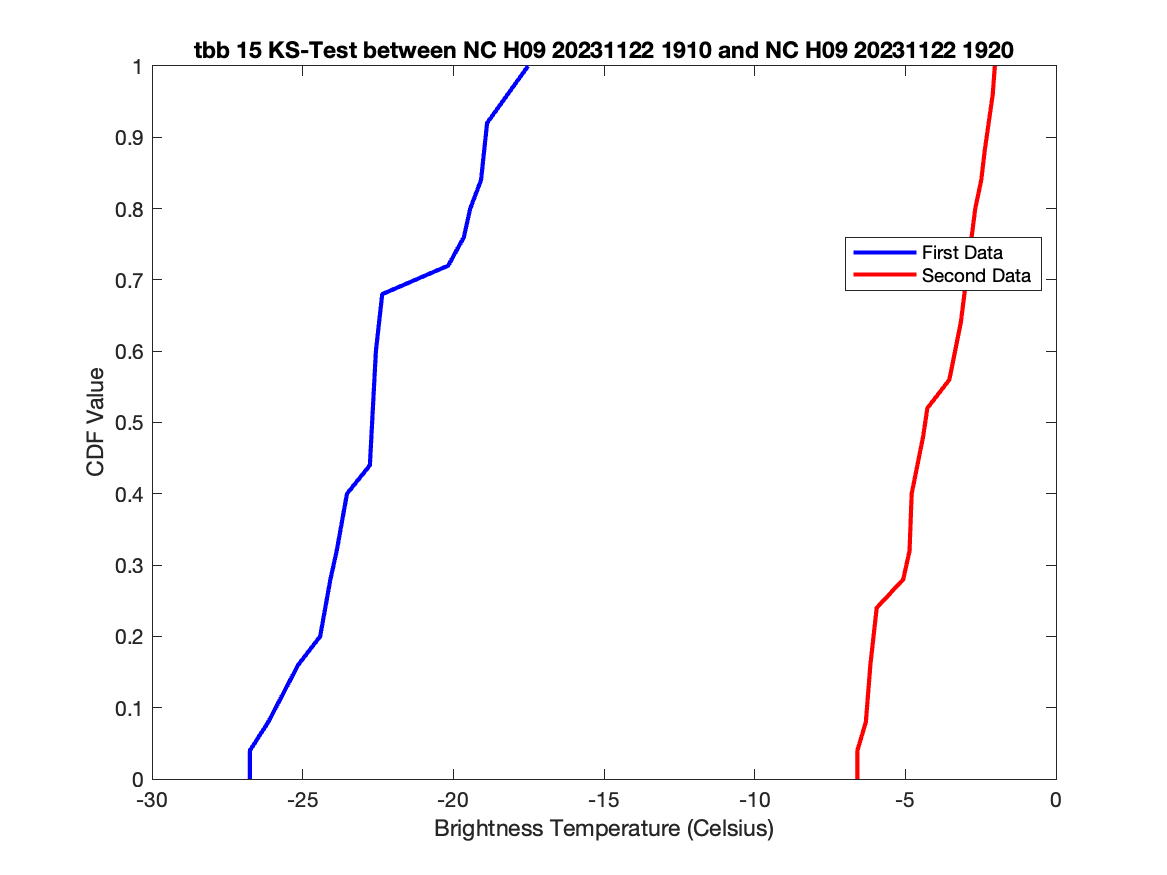 tbb 15 KS-Test between NC H09 20231122 1910 and NC H09 20231122 1920
1
0.9
0.8
0.7
0.6
0.5
0.4
0.3
0.2
0.1
0
CDF Value
First Data
Second Data
-30 -25 -20 -15 -10 -5 0
Brightness Temperature (Celsius)